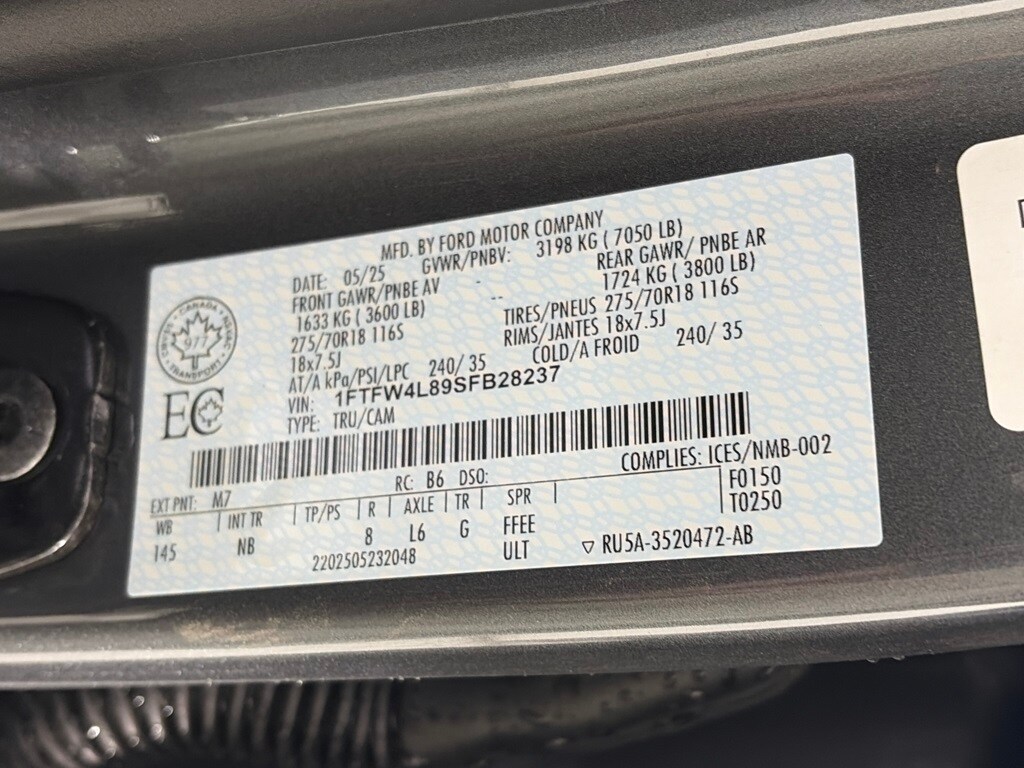 MFD. BY FORD MOTOR COMPANY
DATE: 05/25 GVWR/PNBV: 3198 KG ( 7050 LB)
FRONT GAWR/PNBE AV REAR GAWR/ PNBE AR
1633 KG ( 3600 LB) -- 1724 KG ( 3800 LB)
275/70R18 116S TIRES/PNEUS 275/70R18 116S
18x7.5J RIMS/JANTES 18x7.5J
AT/A kPa/PSI/LPC 240/ 35 COLD/A FROID 240/ 35
VIN: 1FTFW4L89SFB28237
TYPE: TRU/CAM
CANADA
977
TRANSPORT
EC
COMPLIES: ICES/NMB-002
EXT PNT: M7 RC: B6 DSO: F0150
WB INT TR TP/PS R AXLE TR SPR T0250
145 NB 8 L6 G FFEE
2202505232048 ULT RU5A-3520472-AB